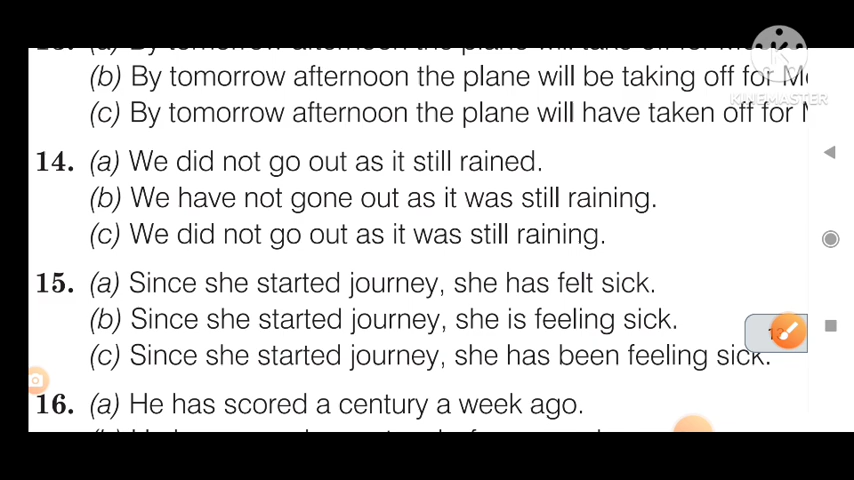 (b) By tomorrow afternoon the plane will be taking off for
(c) By tomorrow afternoon the plane will have taken off for
14. (a) We did not go out as it still rained.
(b) We have not gone out as it was still raining.
(c) We did not go out as it was still raining.
15. (a) Since she started journey, she has felt sick.
(b) Since she started journey, she is feeling sick.
(c) Since she started journey, she has been feeling sick.
16. (a) He has scored a century a week ago.
KINEMASTER